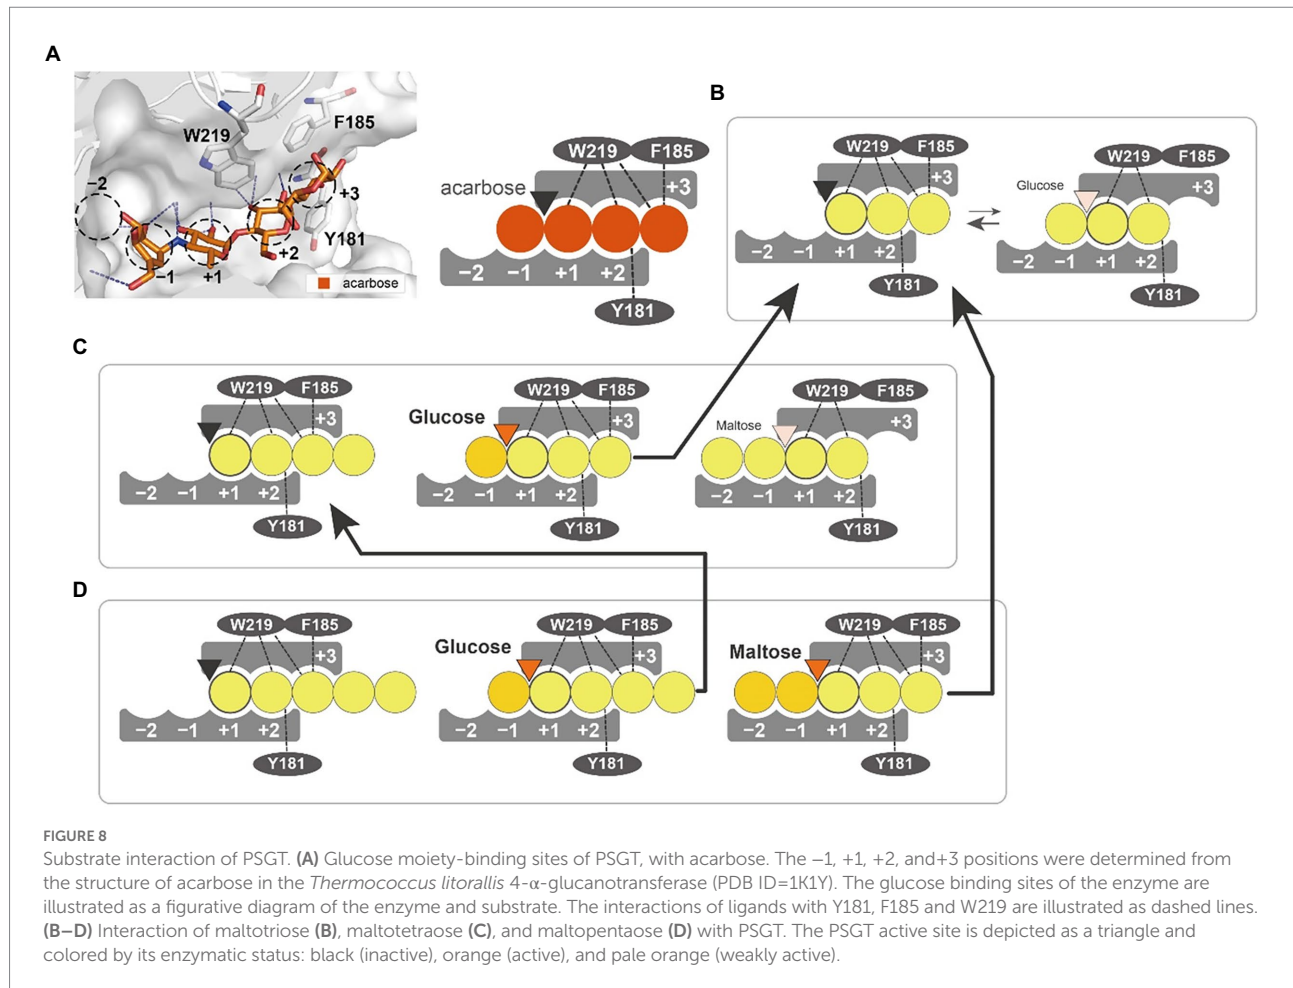 A
W219
F185
−2
−1
+1
+2
+3
Y181
acarbose
W219 F185
acarbose
+3
−2 −1 +1 +2
Y181
B
W219 F185
+3
−2 −1 +1 +2
Y181
W219 F185
Glucose
+3
−2 −1 +1 +2
Y181
C
W219 F185
+3
−2 −1 +1 +2
Y181
W219 F185
Glucose
+3
−2 −1 +1 +2
Y181
W219 F185
Maltose
+3
−2 −1 +1 +2
Y181
D
W219 F185
+3
−2 −1 +1 +2
Y181
W219 F185
Glucose
+3
−2 −1 +1 +2
Y181
W219 F185
Maltose
+3
−2 −1 +1 +2
Y181
FIGURE 8
Substrate interaction of PSGT. (A) Glucose moiety-binding sites of PSGT, with acarbose. The −1, +1, +2, and+3 positions were determined from
the structure of acarbose in the Thermococcus litorallis 4-α-glucanotransferase (PDB ID=1K1Y). The glucose binding sites of the enzyme are
illustrated as a figurative diagram of the enzyme and substrate. The interactions of ligands with Y181, F185 and W219 are illustrated as dashed lines.
(B–D) Interaction of maltotriose (B), maltotetraose (C), and maltopentaose (D) with PSGT. The PSGT active site is depicted as a triangle and
colored by its enzymatic status: black (inactive), orange (active), and pale orange (weakly active).